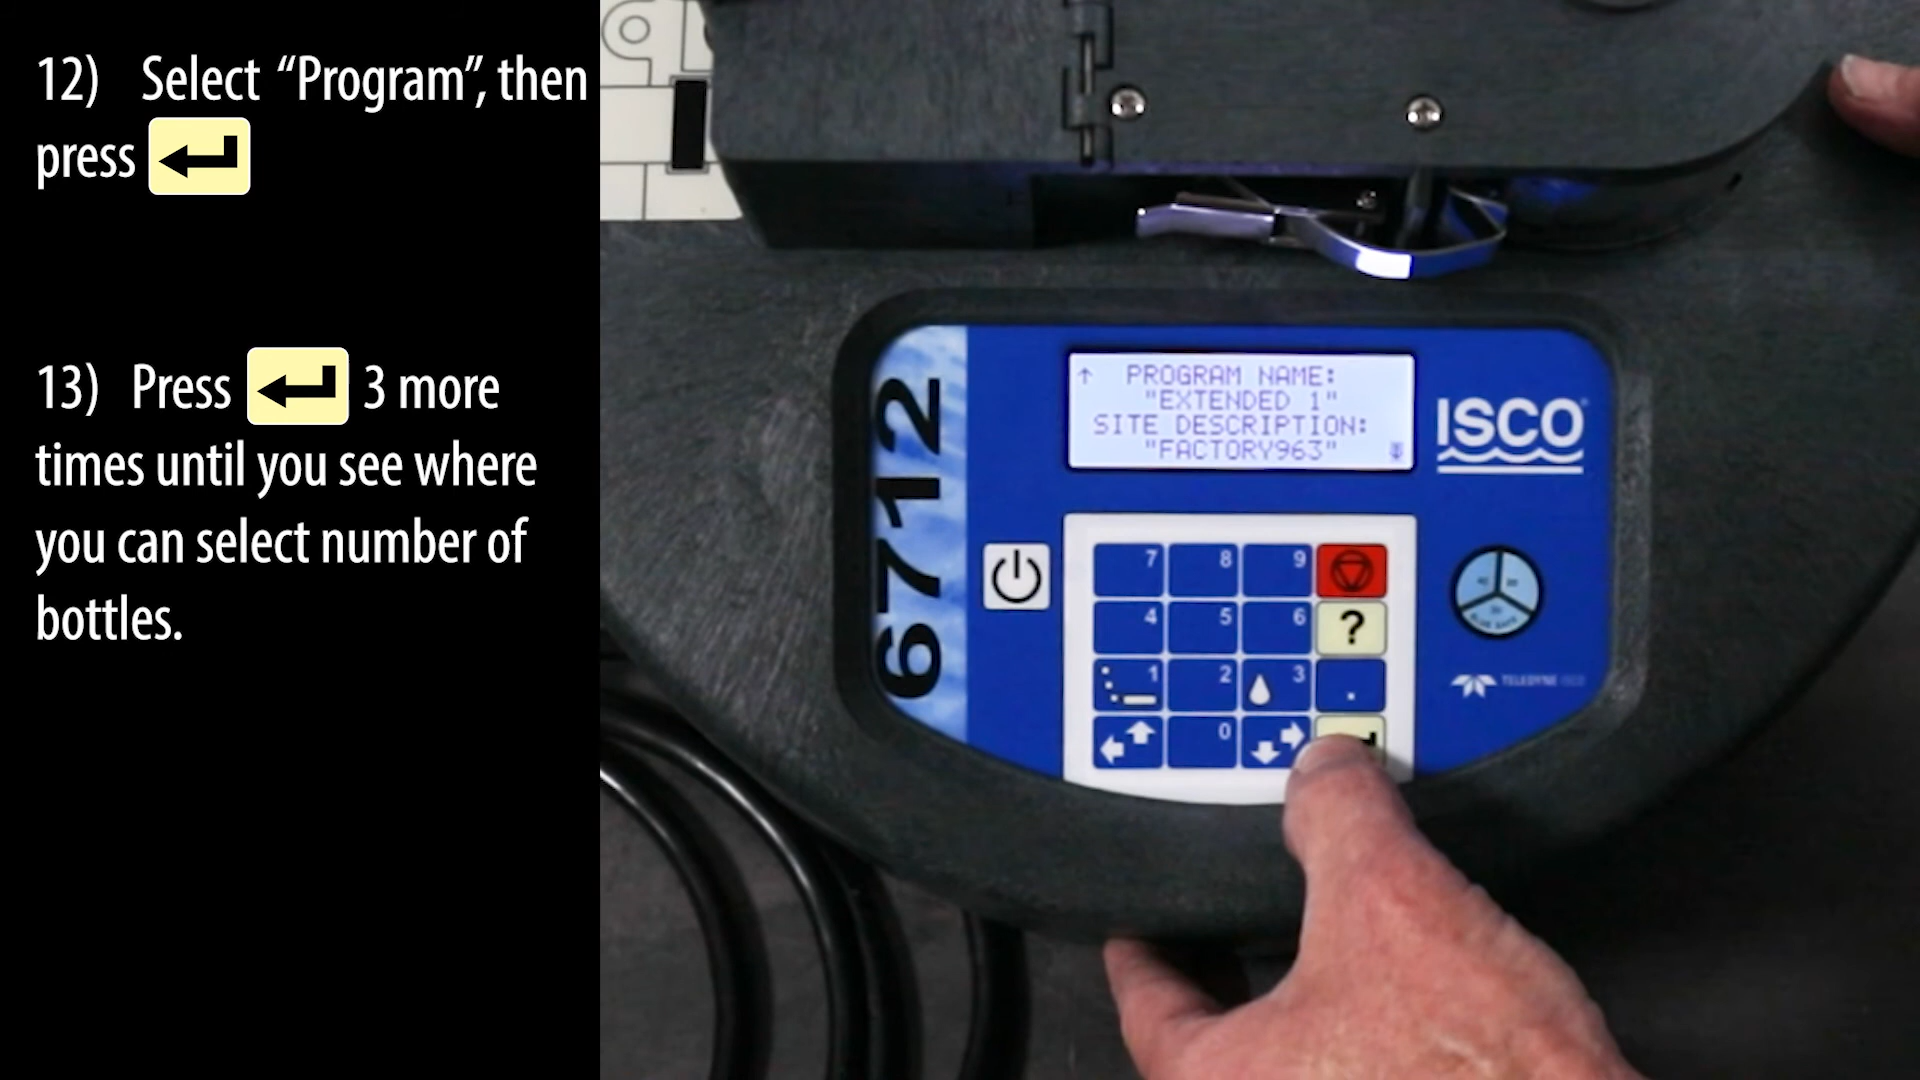 12) Select “Program”, then
press
13) Press 3 more
times until you see where
you can select number of
bottles.
↑ PROGRAM NAME:
"EXTENDED 1"
SITE DESCRIPTION:
"FACTORY963"
6712
ISCO
7 8 9
4 5 6 ?
1 2 3 .
0
TELEDYNE ISCO